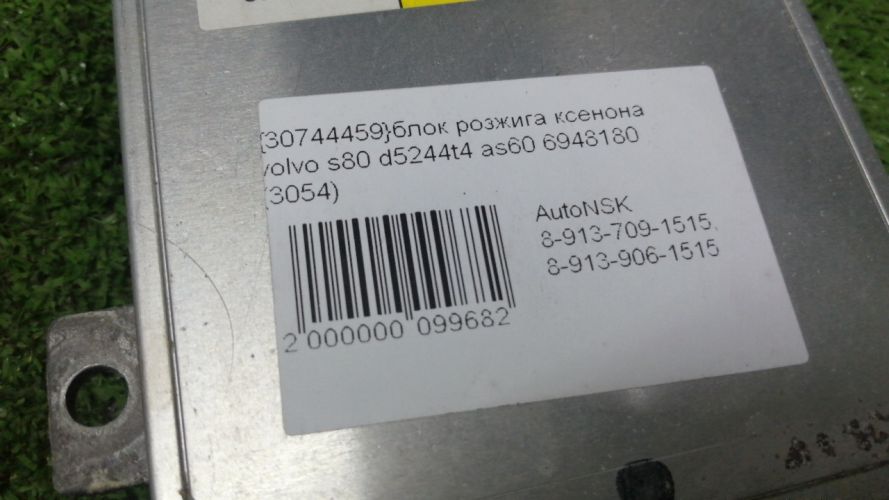 {30744459}блок розжига ксенона
volvo s80 d5244t4 as60 6948180
(3054)
AutoNSK
8-913-709-1515,
8-913-906-1515
2 000000 099682